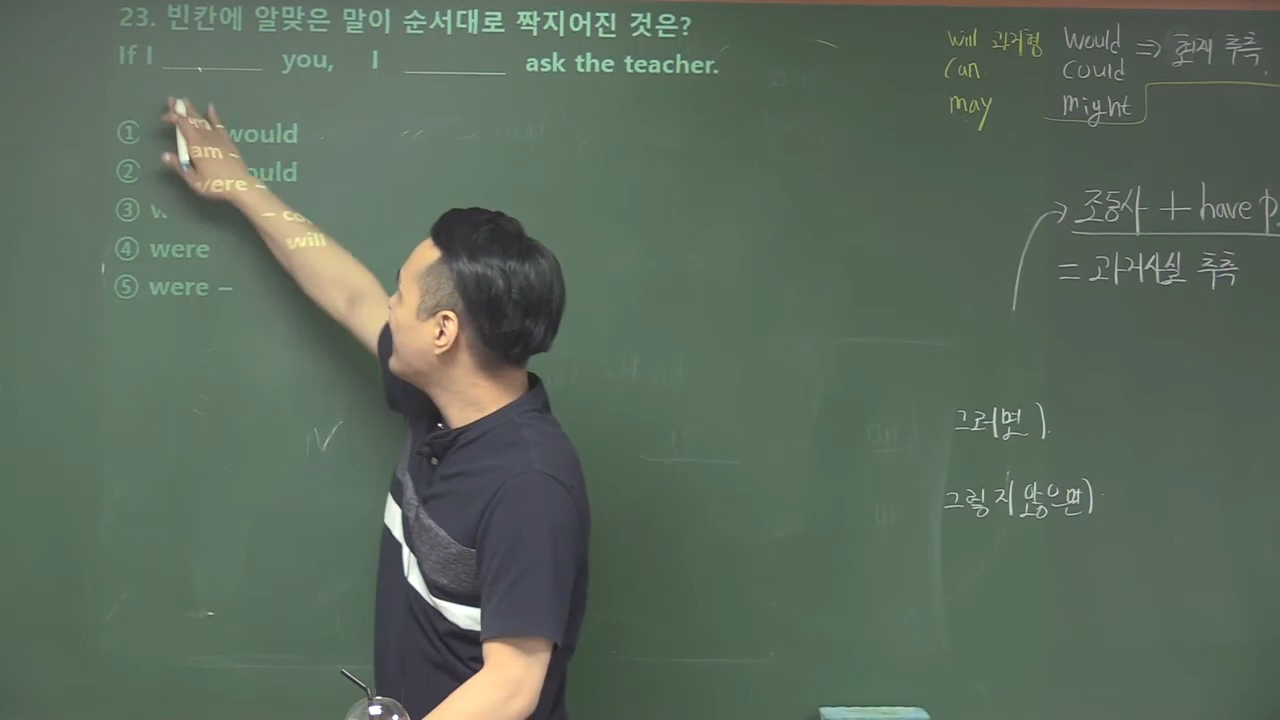 23. 빈칸에 알맞은 말이 순서대로 짝지어진 것은?
If I ________ you, I ________ ask the teacher.
① am – would
② ould
③ w were – co
④ were will
⑤ were –
will 과거형 would ⇒ 현재 추측
can could
may might
조동사 + have p.
= 과거사실 추측
그러면 ).
그렇지 않으면)